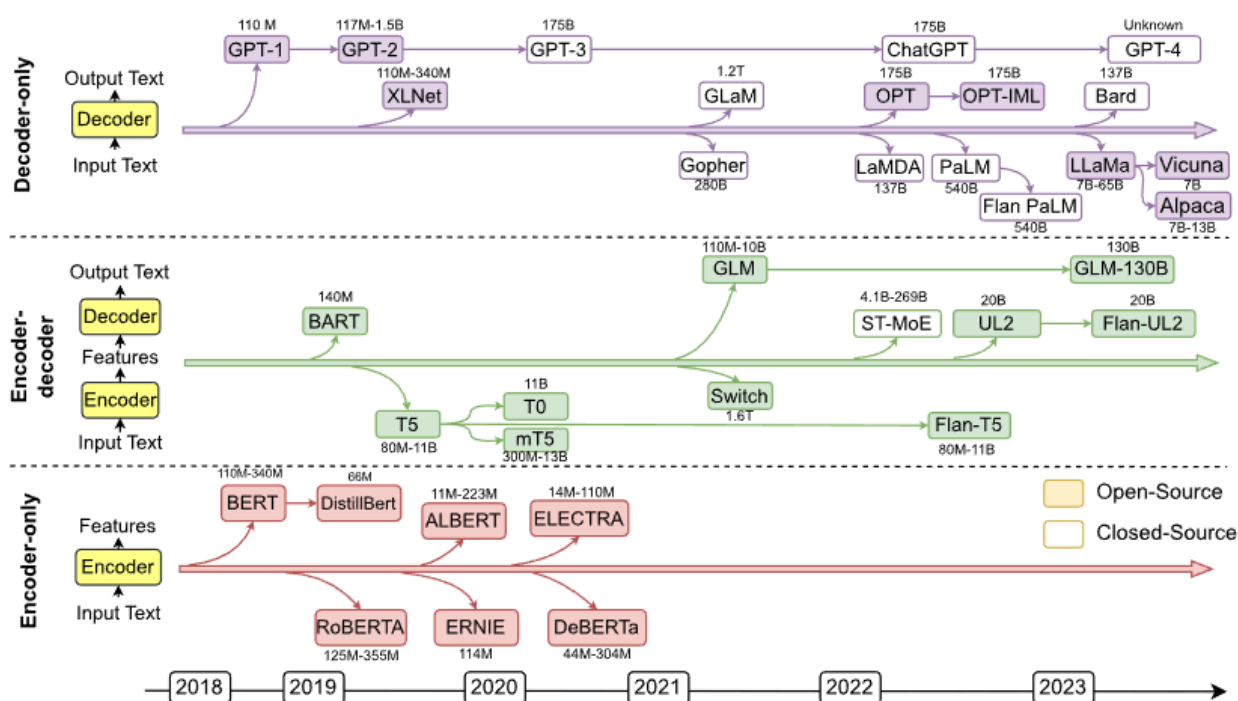 Decoder-only
Output Text
Decoder
Input Text
110 M
GPT-1
117M-1.5B
GPT-2
175B
GPT-3
175B
ChatGPT
Unknown
GPT-4
110M-340M
XLNet
1.2T
GLaM
175B
OPT
175B
OPT-IML
137B
Bard
Gopher
280B
LaMDA
137B
PaLM
540B
Flan PaLM
540B
LLaMa
7B-65B
Vicuna
7B
Alpaca
7B-13B
Encoder-
decoder
Output Text
Decoder
Features
Encoder
Input Text
110M-10B
GLM
130B
GLM-130B
140M
BART
4.1B-269B
ST-MoE
20B
UL2
20B
Flan-UL2
T5
80M-11B
11B
T0
mT5
300M-13B
Switch
1.6T
Flan-T5
80M-11B
Encoder-only
Features
Encoder
Input Text
110M-340M
BERT
66M
DistillBert
11M-223M
ALBERT
14M-110M
ELECTRA
RoBERTA
125M-355M
ERNIE
114M
DeBERTa
44M-304M
Open-Source
Closed-Source
2018
2019
2020
2021
2022
2023